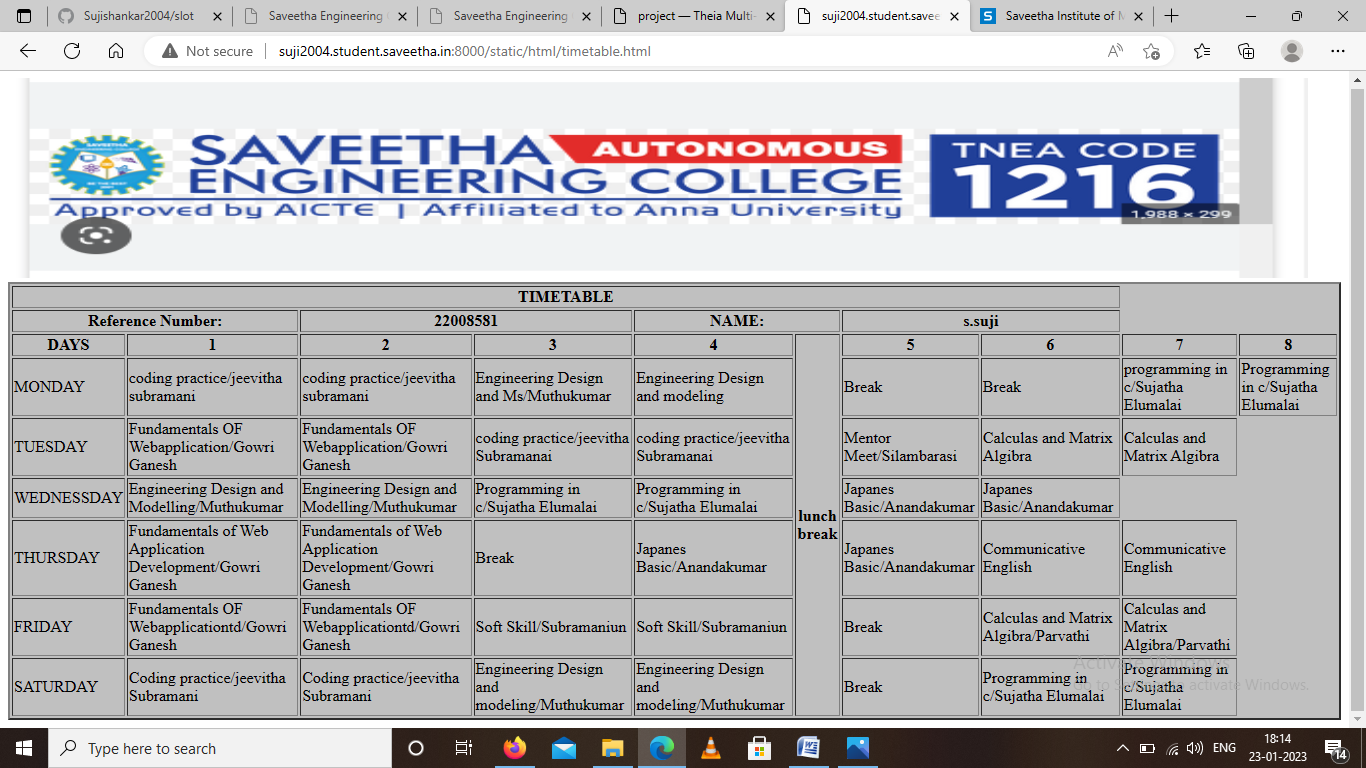 Sujishankar2004/slot
Saveetha Engineering
Saveetha Engineering
project — Theia Multi-
suji2004.student.savee
Saveetha Institute of M
Not secure
suji2004.student.saveetha.in:8000/static/html/timetable.html
SAVEETHA AUTONOMOUS
ENGINEERING COLLEGE
Approved by AICTE | Affiliated to Anna University
TNEA CODE
1216
1,988 × 299
TIMETABLE
Reference Number: 22008581 NAME: s.suji
DAYS 1 2 3 4 lunch break 5 6 7 8
MONDAY coding practice/jeevitha subramani coding practice/jeevitha subramani Engineering Design and Ms/Muthukumar Engineering Design and modeling Break Break programming in c/Sujatha Elumalai Programming in c/Sujatha Elumalai
TUESDAY Fundamentals OF Webapplication/Gowri Ganesh Fundamentals OF Webapplication/Gowri Ganesh coding practice/jeevitha Subramanai coding practice/jeevitha Subramanai Mentor Meet/Silambarasi Calculas and Matrix Algibra Calculas and Matrix Algibra
WEDNESSDAY Engineering Design and Modelling/Muthukumar Engineering Design and Modelling/Muthukumar Programming in c/Sujatha Elumalai Programming in c/Sujatha Elumalai Japanes Basic/Anandakumar Japanes Basic/Anandakumar
THURSDAY Fundamentals of Web Application Development/Gowri Ganesh Fundamentals of Web Application Development/Gowri Ganesh Break Japanes Basic/Anandakumar Japanes Basic/Anandakumar Communicative English Communicative English
FRIDAY Fundamentals OF Webapplicationtd/Gowri Ganesh Fundamentals OF Webapplicationtd/Gowri Ganesh Soft Skill/Subramaniun Soft Skill/Subramaniun Break Calculas and Matrix Algibra/Parvathi Calculas and Matrix Algibra/Parvathi
SATURDAY Coding practice/jeevitha Subramani Coding practice/jeevitha Subramani Engineering Design and modeling/Muthukumar Engineering Design and modeling/Muthukumar Break Programming in c/Sujatha Elumalai Programming in c/Sujatha Elumalai
Activate Windows
Go to Settings to activate Windows.
Type here to search
ENG
18:14
23-01-2023
14